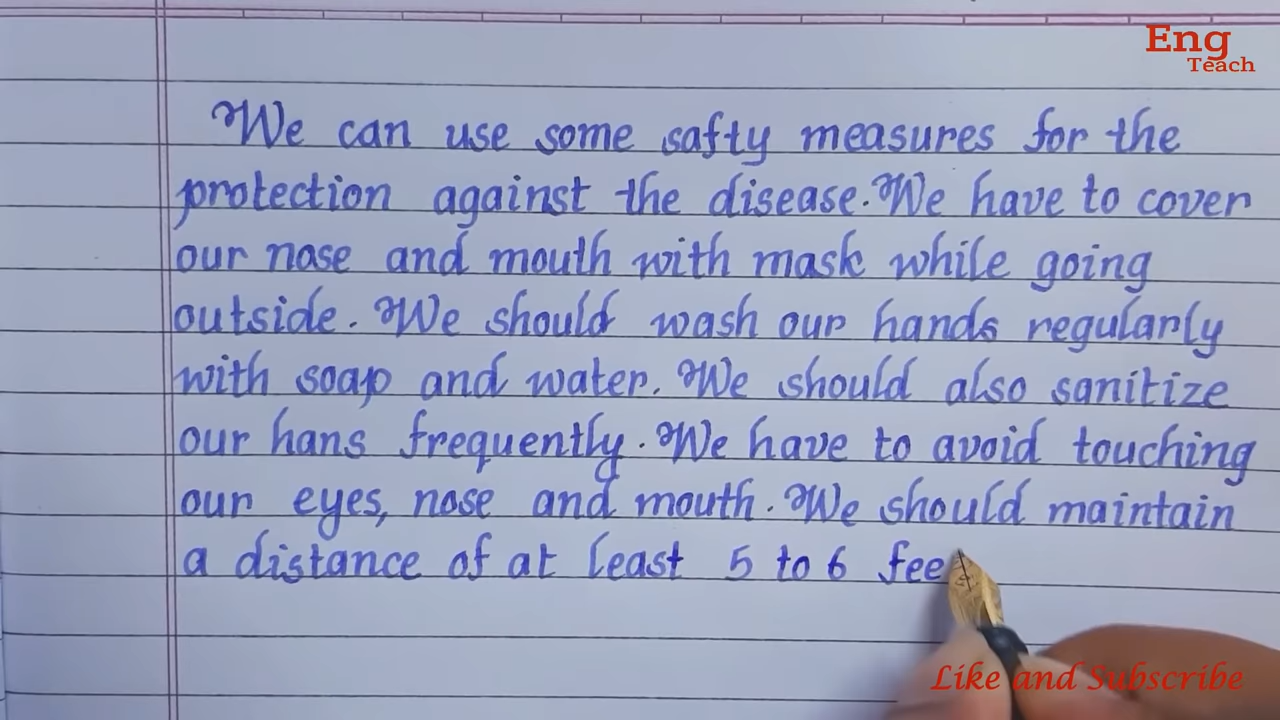 Eng
Teach
We can use some safty measures for the
protection against the disease. We have to cover
our nose and mouth with mask while going
outside. We should wash our hands regularly
with soap and water. We should also sanitize
our hans frequently. We have to avoid touching
our eyes, nose and mouth. We should maintain
a distance of at least 5 to 6 fee
Like and Subscribe